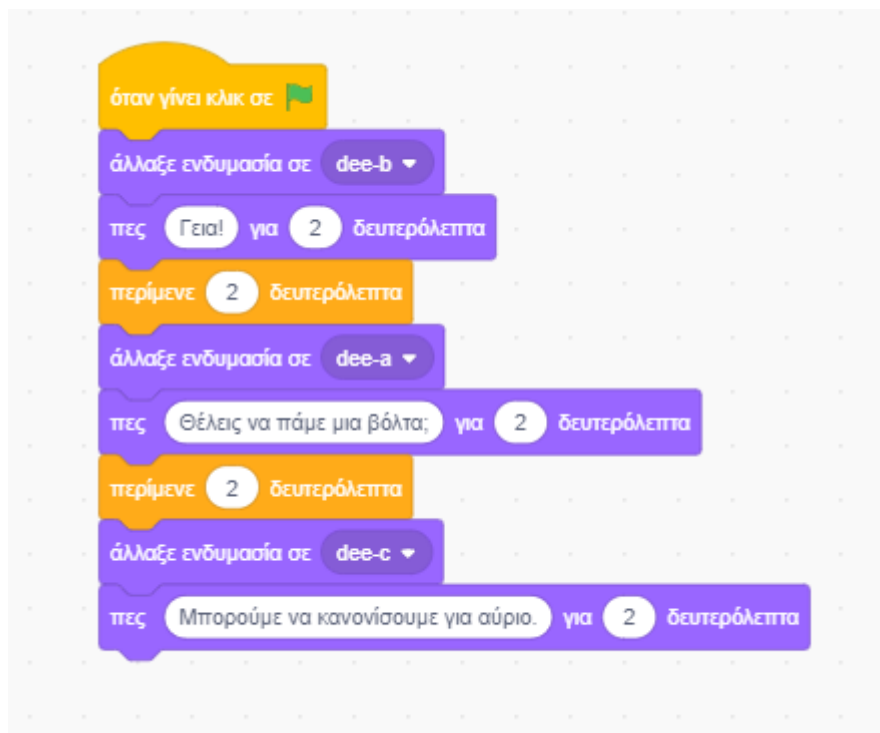 όταν γίνει κλικ σε
άλλαξε ενδυμασία σε dee-b
πες Γεια! για 2 δευτερόλεπτα
περίμενε 2 δευτερόλεπτα
άλλαξε ενδυμασία σε dee-a
πες Θέλεις να πάμε μια βόλτα; για 2 δευτερόλεπτα
περίμενε 2 δευτερόλεπτα
άλλαξε ενδυμασία σε dee-c
πες Μπορούμε να κανονίσουμε για αύριο. για 2 δευτερόλεπτα